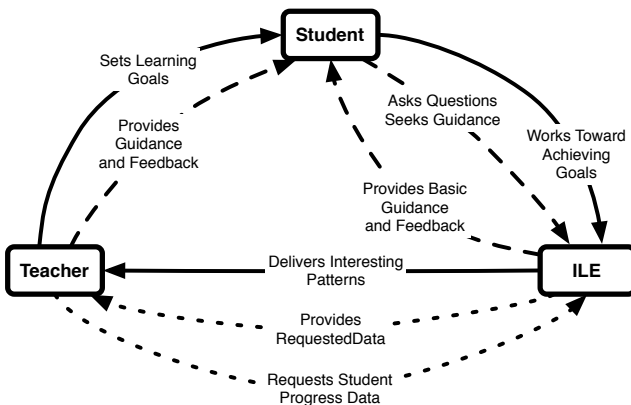 Student
Sets Learning
Goals
Asks Questions
Seeks Guidance
Provides
Guidance
and Feedback
Works Toward
Achieving
Goals
Provides Basic
Guidance
and Feedback
Teacher
Delivers Interesting
Patterns
ILE
Provides
RequestedData
Requests Student
Progress Data